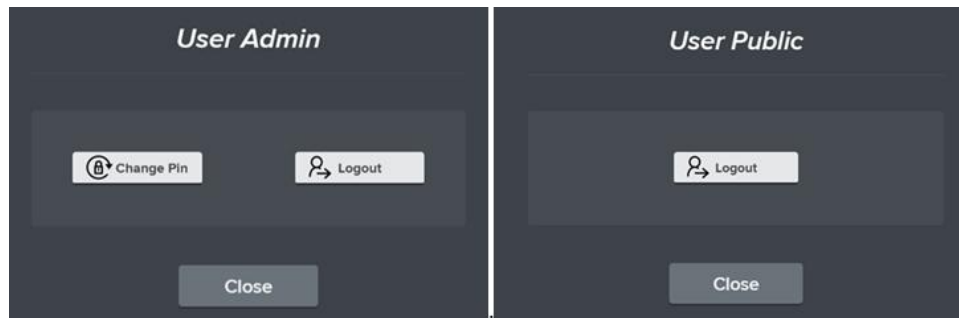 User Admin
Change Pin
Logout
Close
User Public
Logout
Close